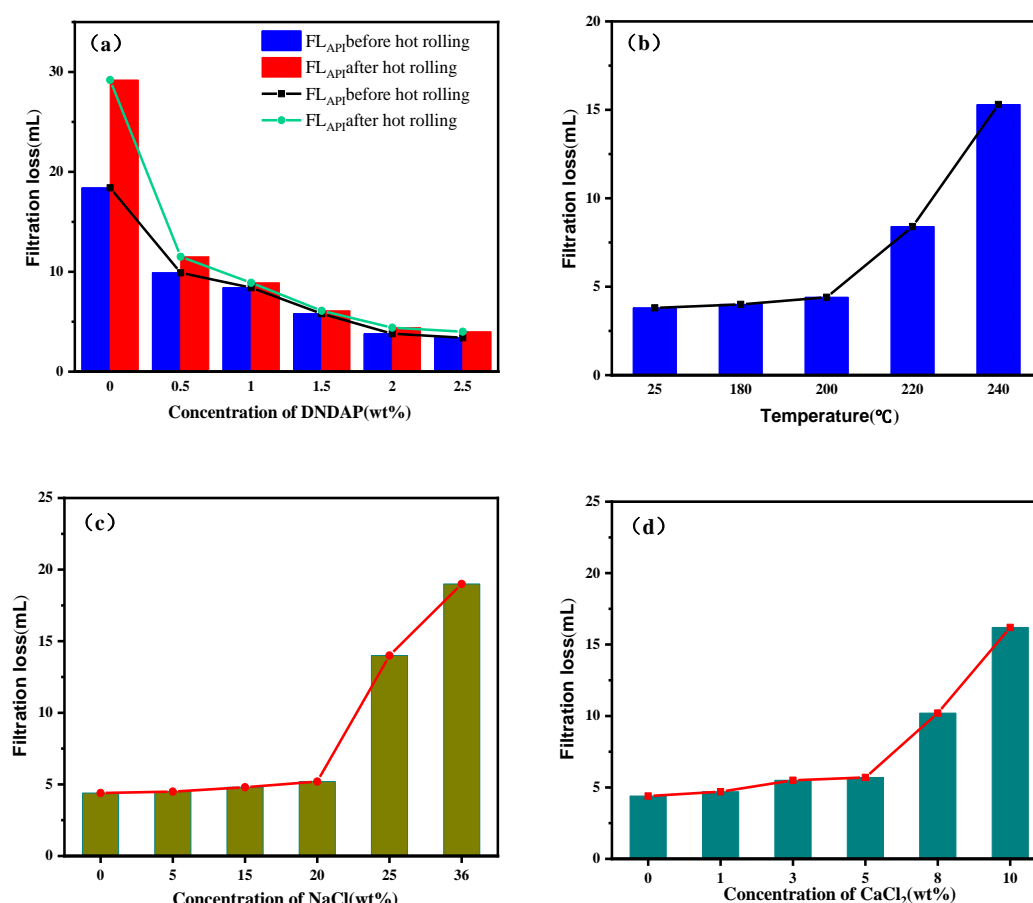 (a)
FLAPIbefore hot rolling
FLAPIafter hot rolling
FLAPIbefore hot rolling
FLAPIafter hot rolling
Filtration loss(mL)
30
20
10
0
0 0.5 1 1.5 2 2.5
Concentration of DNDAP(wt%)
(b)
Filtration loss(mL)
20
15
10
5
0
25 180 200 220 240
Temperature(℃)
(c)
Filtration loss(mL)
25
20
15
10
5
0
0 5 15 20 25 36
Concentration of NaCl(wt%)
(d)
Filtration loss(mL)
25
20
15
10
5
0
0 1 3 5 8 10
Concentration of CaCl2(wt%)